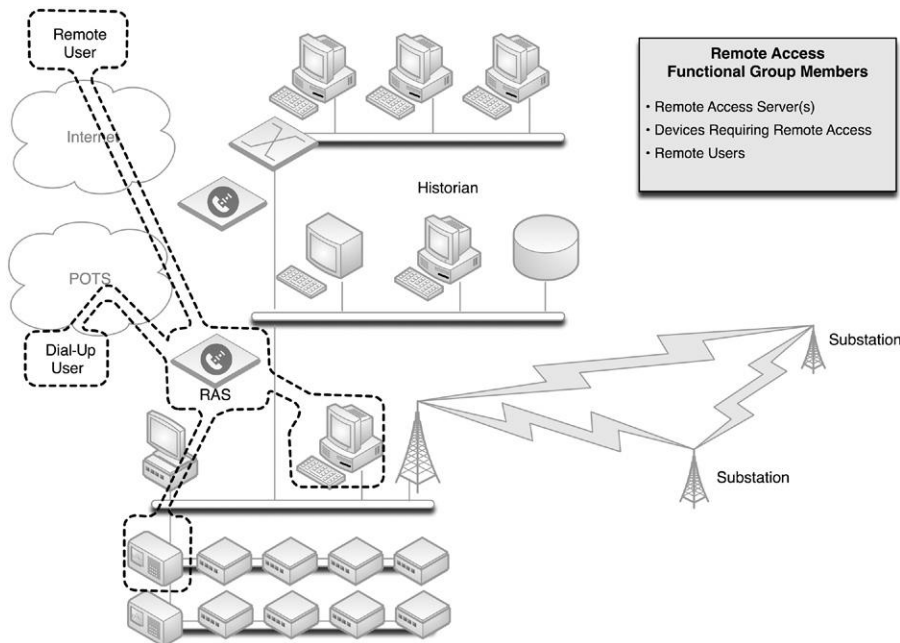 Remote
User
Internet
POTS
Dial-Up
User
RAS
Historian
Remote Access
Functional Group Members
• Remote Access Server(s)
• Devices Requiring Remote Access
• Remote Users
Substation
Substation